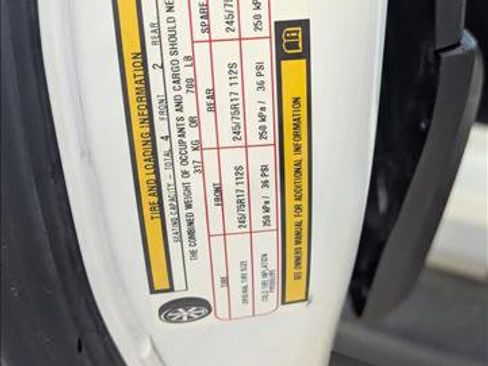 TIRE AND LOADING INFORMATION
SEATING CAPACITY - TOTAL 4 FRONT 2 REAR
THE COMBINED WEIGHT OF OCCUPANTS AND CARGO SHOULD NE
317 KG OR 700 LB
TIRE FRONT REAR SPARE
ORIGINAL TIRE SIZE 245/75R17 112S 245/75R17 112S 245/75
COLD TIRE INFLATION PRESSURE 250 kPa / 36 PSI 250 kPa / 36 PSI 250 kP
SEE OWNERS MANUAL FOR ADDITIONAL INFORMATION